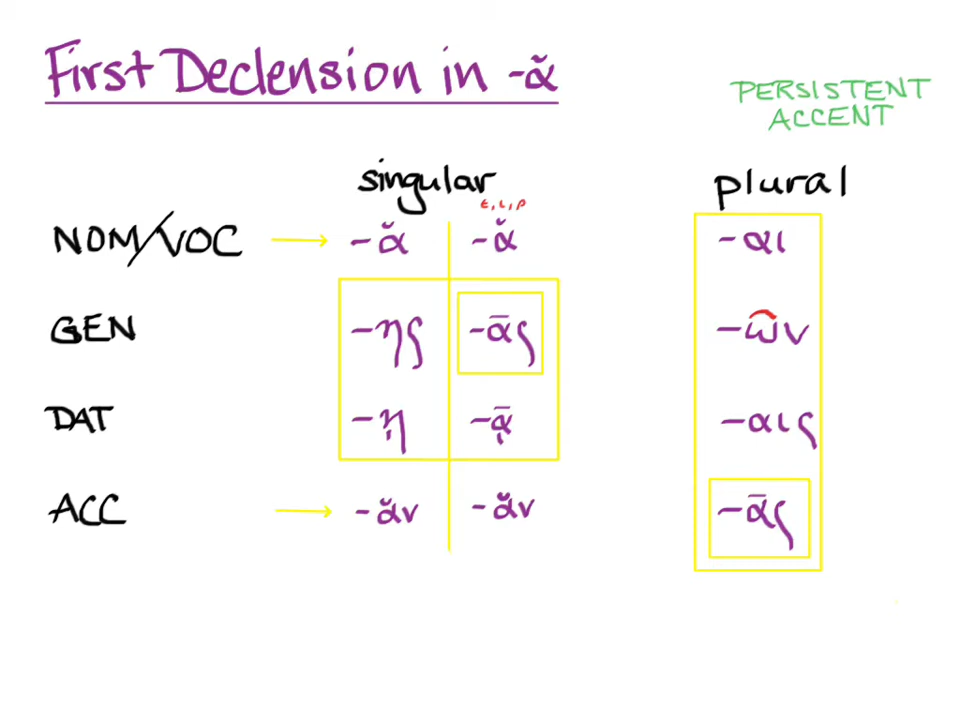 First Declension in -ᾰ
PERSISTENT
ACCENT
singular plural
ε, ι, ρ
NOM/VOC → -ᾰ -ᾰ -αι
GEN -ης -ᾱς -ῶν
DAT -ῃ -ᾱͅ -αις
ACC → -ᾰν -ᾰν -ᾱς